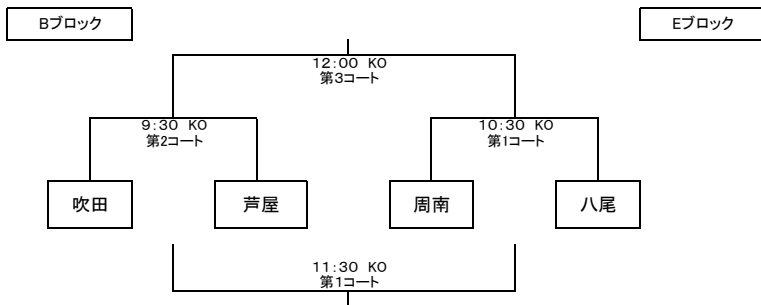 Bブロック
Eブロック
12:00 KO
第3コート
9:30 KO
第2コート
10:30 KO
第1コート
吹田
芦屋
周南
八尾
11:30 KO
第1コート